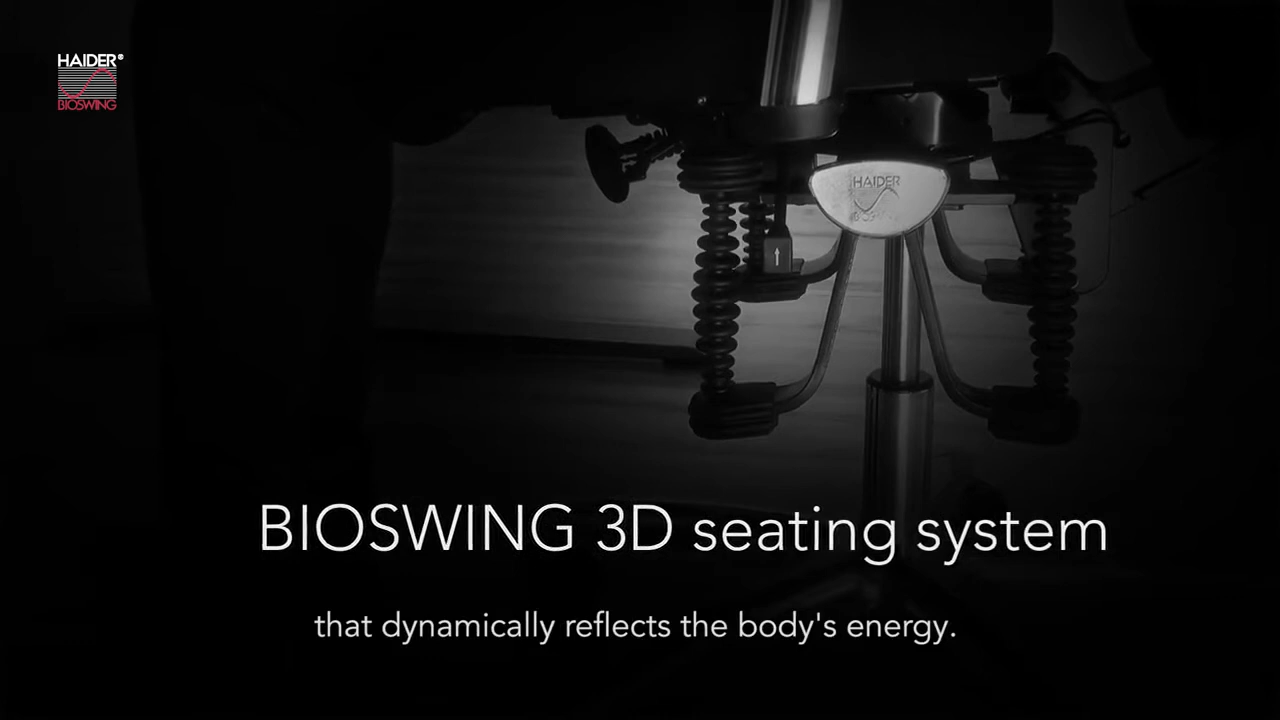 HAIDER®
BIOSWING
HAIDER
BIOSWING 3D seating system
that dynamically reflects the body's energy.